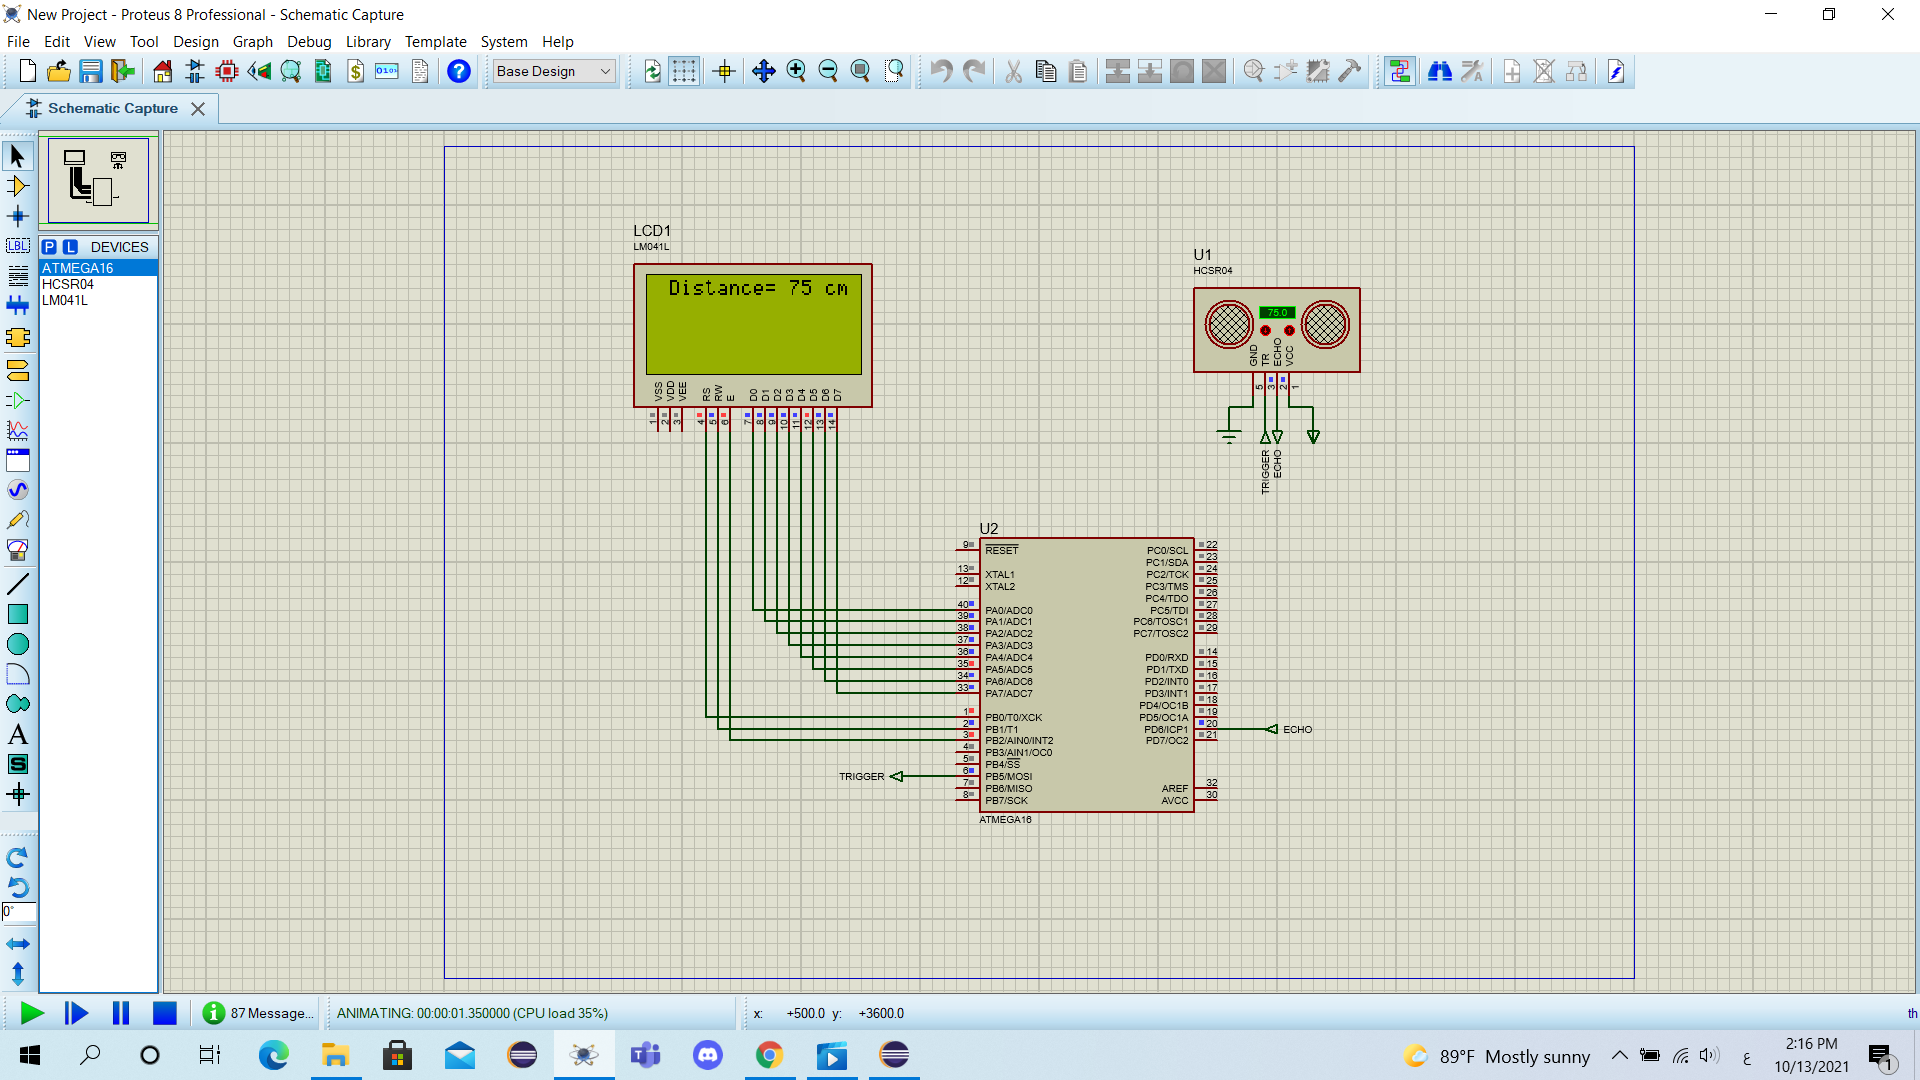 New Project - Proteus 8 Professional - Schematic Capture
File Edit View Tool Design Graph Debug Library Template System Help
Base Design
Schematic Capture
P L DEVICES
ATMEGA16
HCSR04
LM041L
LCD1
LM041L
Distance= 75 cm
VSS VDD VEE RS RW E D0 D1 D2 D3 D4 D5 D6 D7
1 2 3 4 5 6 7 8 9 10 11 12 13 14
U1
HCSR04
75.0
GND TR ECHO VCC
5 3 2 1
TRIGGER
ECHO
U2
9 RESET
13 XTAL1
12 XTAL2
40 PA0/ADC0
39 PA1/ADC1
38 PA2/ADC2
37 PA3/ADC3
36 PA4/ADC4
35 PA5/ADC5
34 PA6/ADC6
33 PA7/ADC7
1 PB0/T0/XCK
2 PB1/T1
3 PB2/AIN0/INT2
4 PB3/AIN1/OC0
5 PB4/SS
TRIGGER 6 PB5/MOSI
7 PB6/MISO
8 PB7/SCK
PC0/SCL 22
PC1/SDA 23
PC2/TCK 24
PC3/TMS 25
PC4/TDO 26
PC5/TDI 27
PC6/TOSC1 28
PC7/TOSC2 29
PD0/RXD 14
PD1/TXD 15
PD2/INT0 16
PD3/INT1 17
PD4/OC1B 18
PD5/OC1A 19
PD6/ICP1 20 ECHO
PD7/OC2 21
AREF 32
AVCC 30
ATMEGA16
0°
87 Message...
ANIMATING: 00:00:01.350000 (CPU load 35%)
x: +500.0 y: +3600.0
th
89°F Mostly sunny
ع
2:16 PM
10/13/2021
1